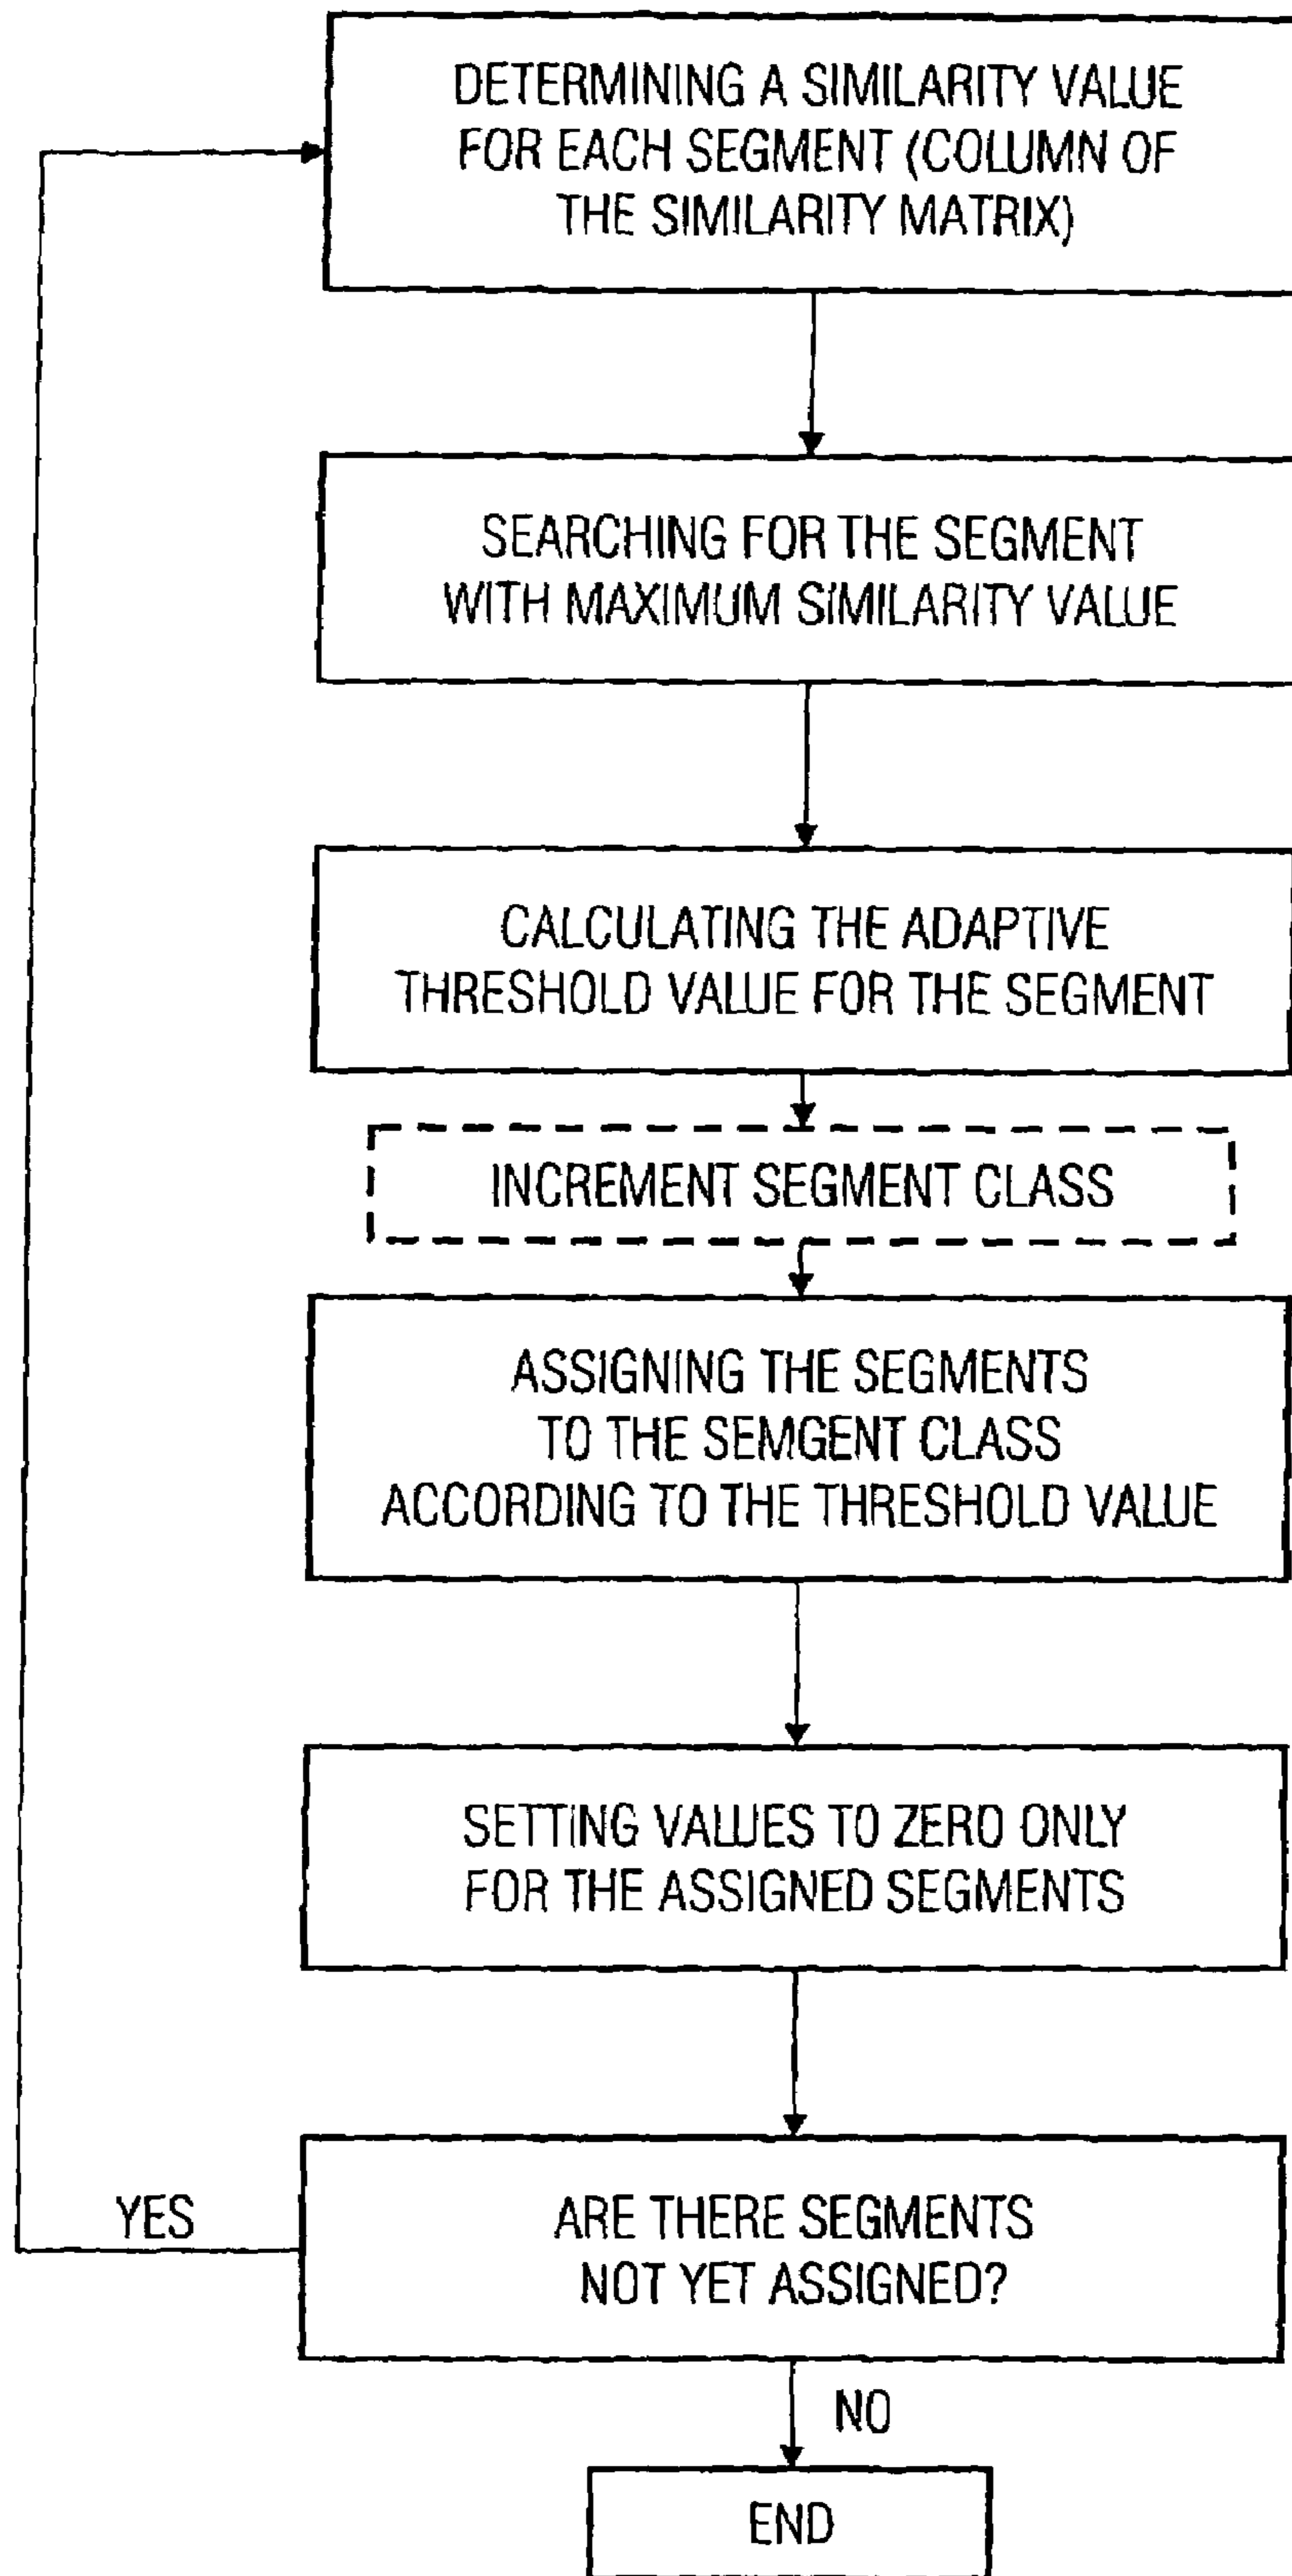 DETERMINING A SIMILARITY VALUE
FOR EACH SEGMENT (COLUMN OF
THE SIMILARITY MATRIX)
SEARCHING FOR THE SEGMENT
WITH MAXIMUM SIMILARITY VALUE
CALCULATING THE ADAPTIVE
THRESHOLD VALUE FOR THE SEGMENT
INCREMENT SEGMENT CLASS
ASSIGNING THE SEGMENTS
TO THE SEMGENT CLASS
ACCORDING TO THE THRESHOLD VALUE
SETTING VALUES TO ZERO ONLY
FOR THE ASSIGNED SEGMENTS
YES
ARE THERE SEGMENTS
NOT YET ASSIGNED?
NO
END